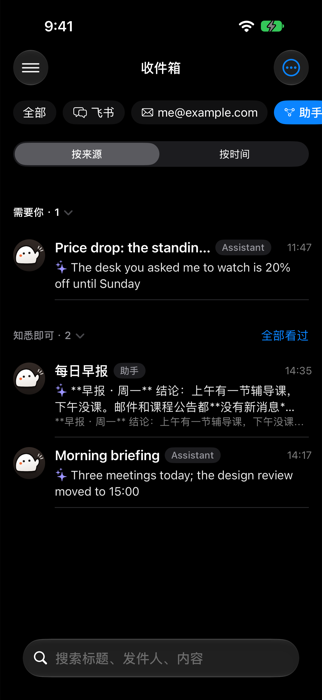 9:41
收件箱
全部
飞书
me@example.com
助手
按来源
按时间
需要你 · 1
Price drop: the standin... Assistant 11:47
The desk you asked me to watch is 20%
off until Sunday
知悉即可 · 2
全部看过
每日早报 助手 14:35
**早报 · 周一** 结论：上午有一节辅导课，
下午没课。邮件和课程公告都**没有新消息*...
**早报 · 周一** 结论：上午有一节辅导课，下午没课...
Morning briefing Assistant 14:17
Three meetings today; the design review
moved to 15:00
搜索标题、发件人、内容